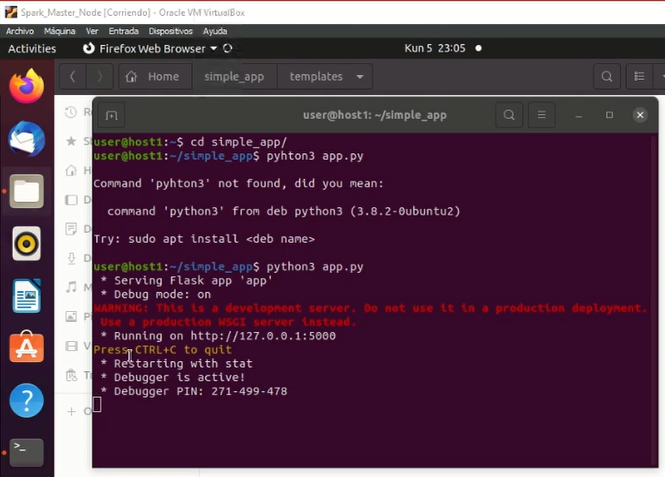 Spark_Master_Node [Corriendo] - Oracle VM VirtualBox
Archivo Máquina Ver Entrada Dispositivos Ayuda
Activities Firefox Web Browser Kun 5 23:05
Home simple_app templates
user@host1: ~/simple_app
user@host1:~$ cd simple_app/
user@host1:~/simple_app$ pyhton3 app.py
Command 'pyhton3' not found, did you mean:
command 'python3' from deb python3 (3.8.2-0ubuntu2)
Try: sudo apt install <deb name>
user@host1:~/simple_app$ python3 app.py
* Serving Flask app 'app'
* Debug mode: on
WARNING: This is a development server. Do not use it in a production deployment.
Use a production WSGI server instead.
* Running on http://127.0.0.1:5000
Press CTRL+C to quit
* Restarting with stat
* Debugger is active!
* Debugger PIN: 271-499-478